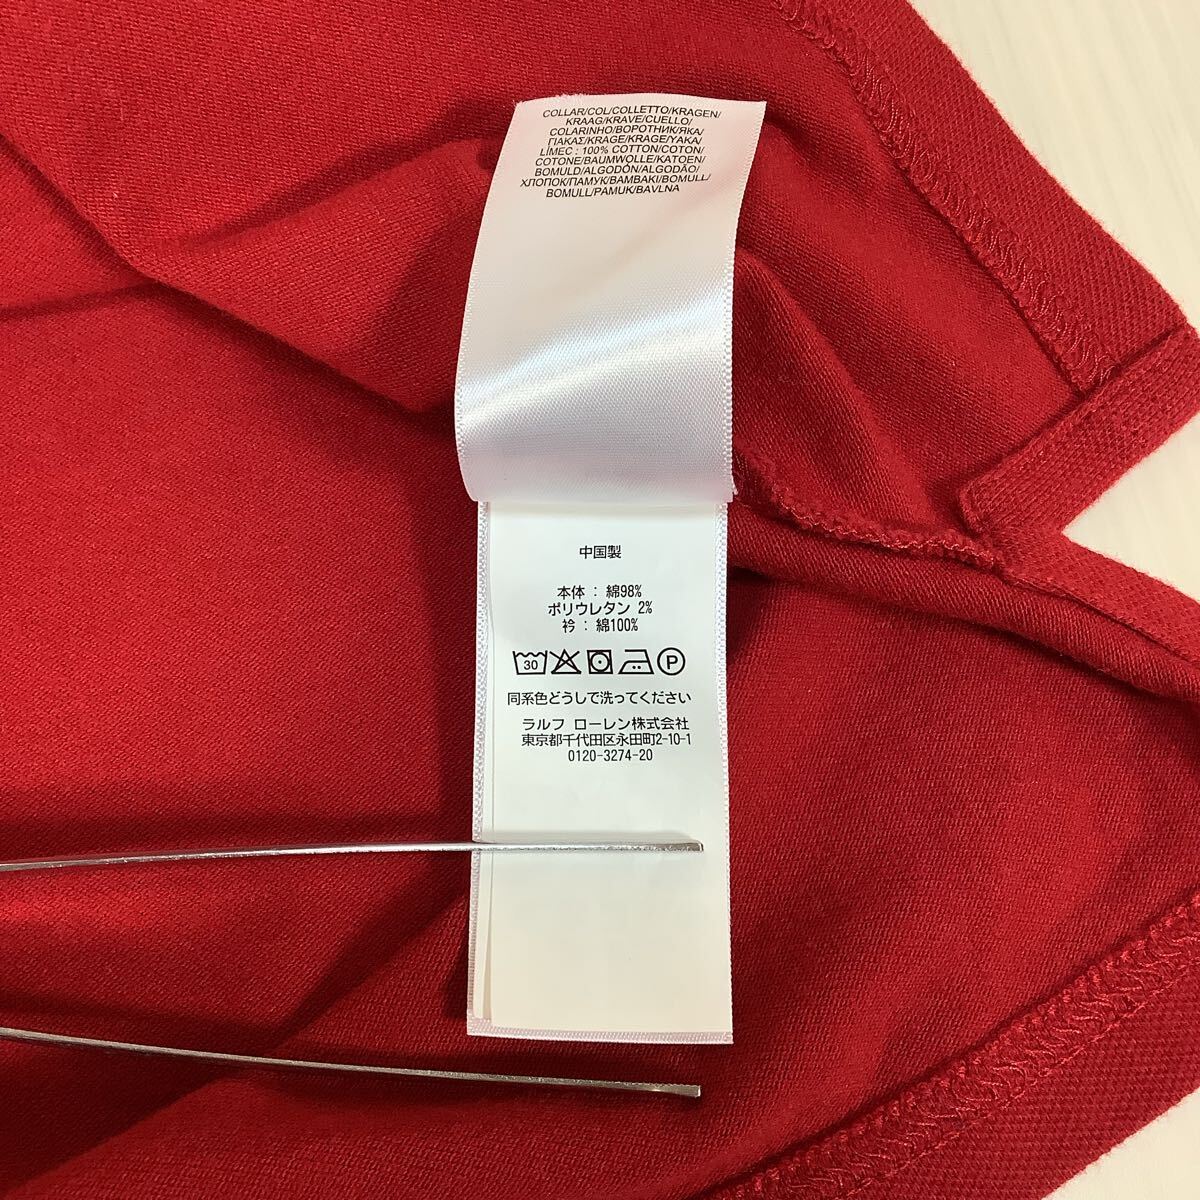 COLLAR/COL/COLLETTO/KRAGEN/
KRAAG/KRAVE/CUELLO/
COLARINHO/ВОРОТНИК/ЯКА/
ΓΙΑΚΑΣ/KRAGE/KRAGE/YAKA/
LÍMEC : 100% COTTON/COTON/
COTONE/BAUMWOLLE/KATOEN/
BOMULD/ALGODÓN/ALGODÃO/
ХЛОПОК/ПАМУК/ΒΑΜΒΑΚΙ/BOMULL/
BOMULL/PAMUK/BAVLNA
中国製
本体 : 綿98%
ポリウレタン 2%
衿 : 綿100%
30 P
同系色どうしで洗ってください
ラルフ ローレン株式会社
東京都千代田区永田町2-10-1
0120-3274-20